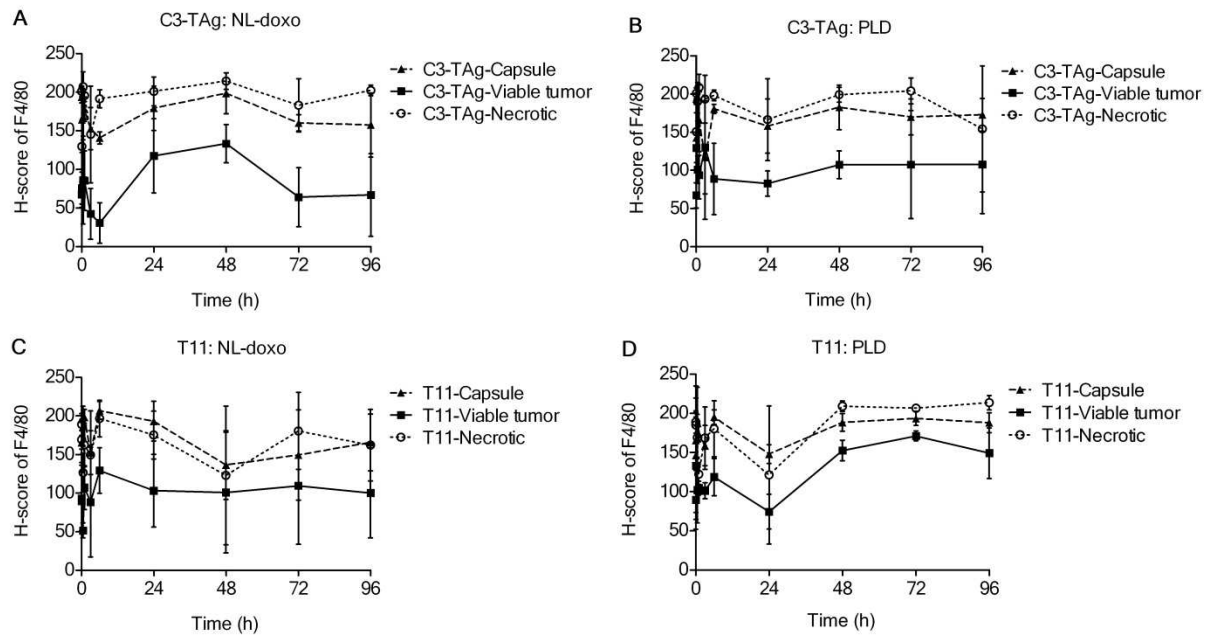 A
C3-TAg: NL-doxo
H-score of F4/80
250
200
150
100
50
0
0 24 48 72 96
Time (h)
C3-TAg-Capsule
C3-TAg-Viable tumor
C3-TAg-Necrotic
B
C3-TAg: PLD
H-score of F4/80
250
200
150
100
50
0
0 24 48 72 96
Time (h)
C3-TAg-Capsule
C3-TAg-Viable tumor
C3-TAg-Necrotic
C
T11: NL-doxo
H-score of F4/80
250
200
150
100
50
0
0 24 48 72 96
Time (h)
T11-Capsule
T11-Viable tumor
T11-Necrotic
D
T11: PLD
H-score of F4/80
250
200
150
100
50
0
0 24 48 72 96
Time (h)
T11-Capsule
T11-Viable tumor
T11-Necrotic